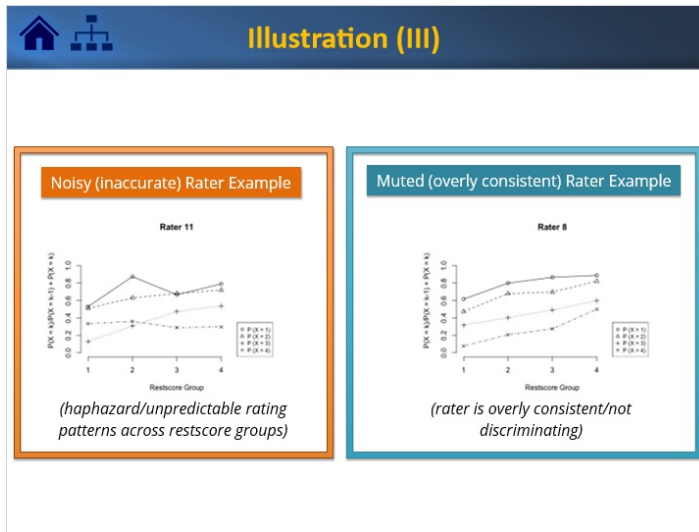 Illustration (III)
Noisy (inaccurate) Rater Example
Rater 11
P(X = k)/P(X = k-1) + P(X = k)
1.0
0.8
0.6
0.4
0.2
0.0
1 2 3 4
Restscore Group
P (X = 1)
P (X = 2)
P (X = 3)
P (X = 4)
(haphazard/unpredictable rating
patterns across restscore groups)
Muted (overly consistent) Rater Example
Rater 8
P(X = k)/P(X = k-1) + P(X = k)
1.0
0.8
0.6
0.4
0.2
0.0
1 2 3 4
Restscore Group
P (X = 1)
P (X = 2)
P (X = 3)
P (X = 4)
(rater is overly consistent/not
discriminating)